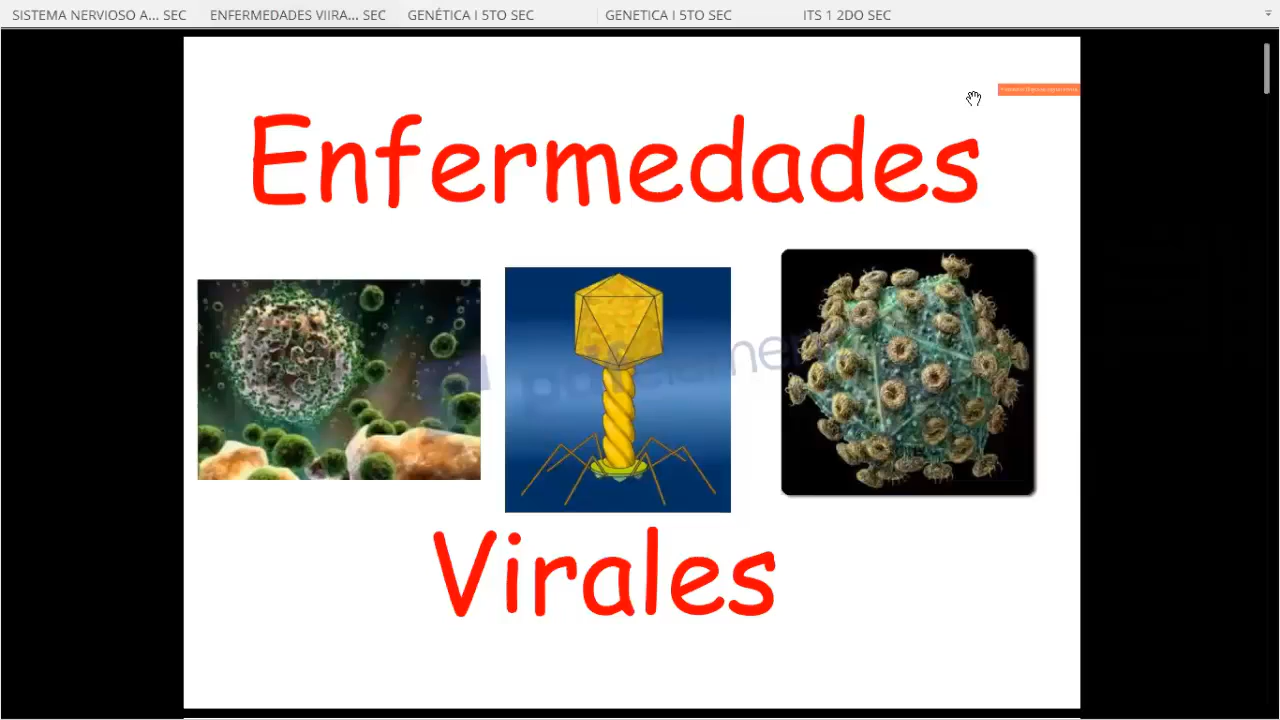 SISTEMA NERVIOSO A... SEC
ENFERMEDADES VIIRA... SEC
GENÉTICA I 5TO SEC
GENETICA I 5TO SEC
ITS 1 2DO SEC
Enfermedades
Virales